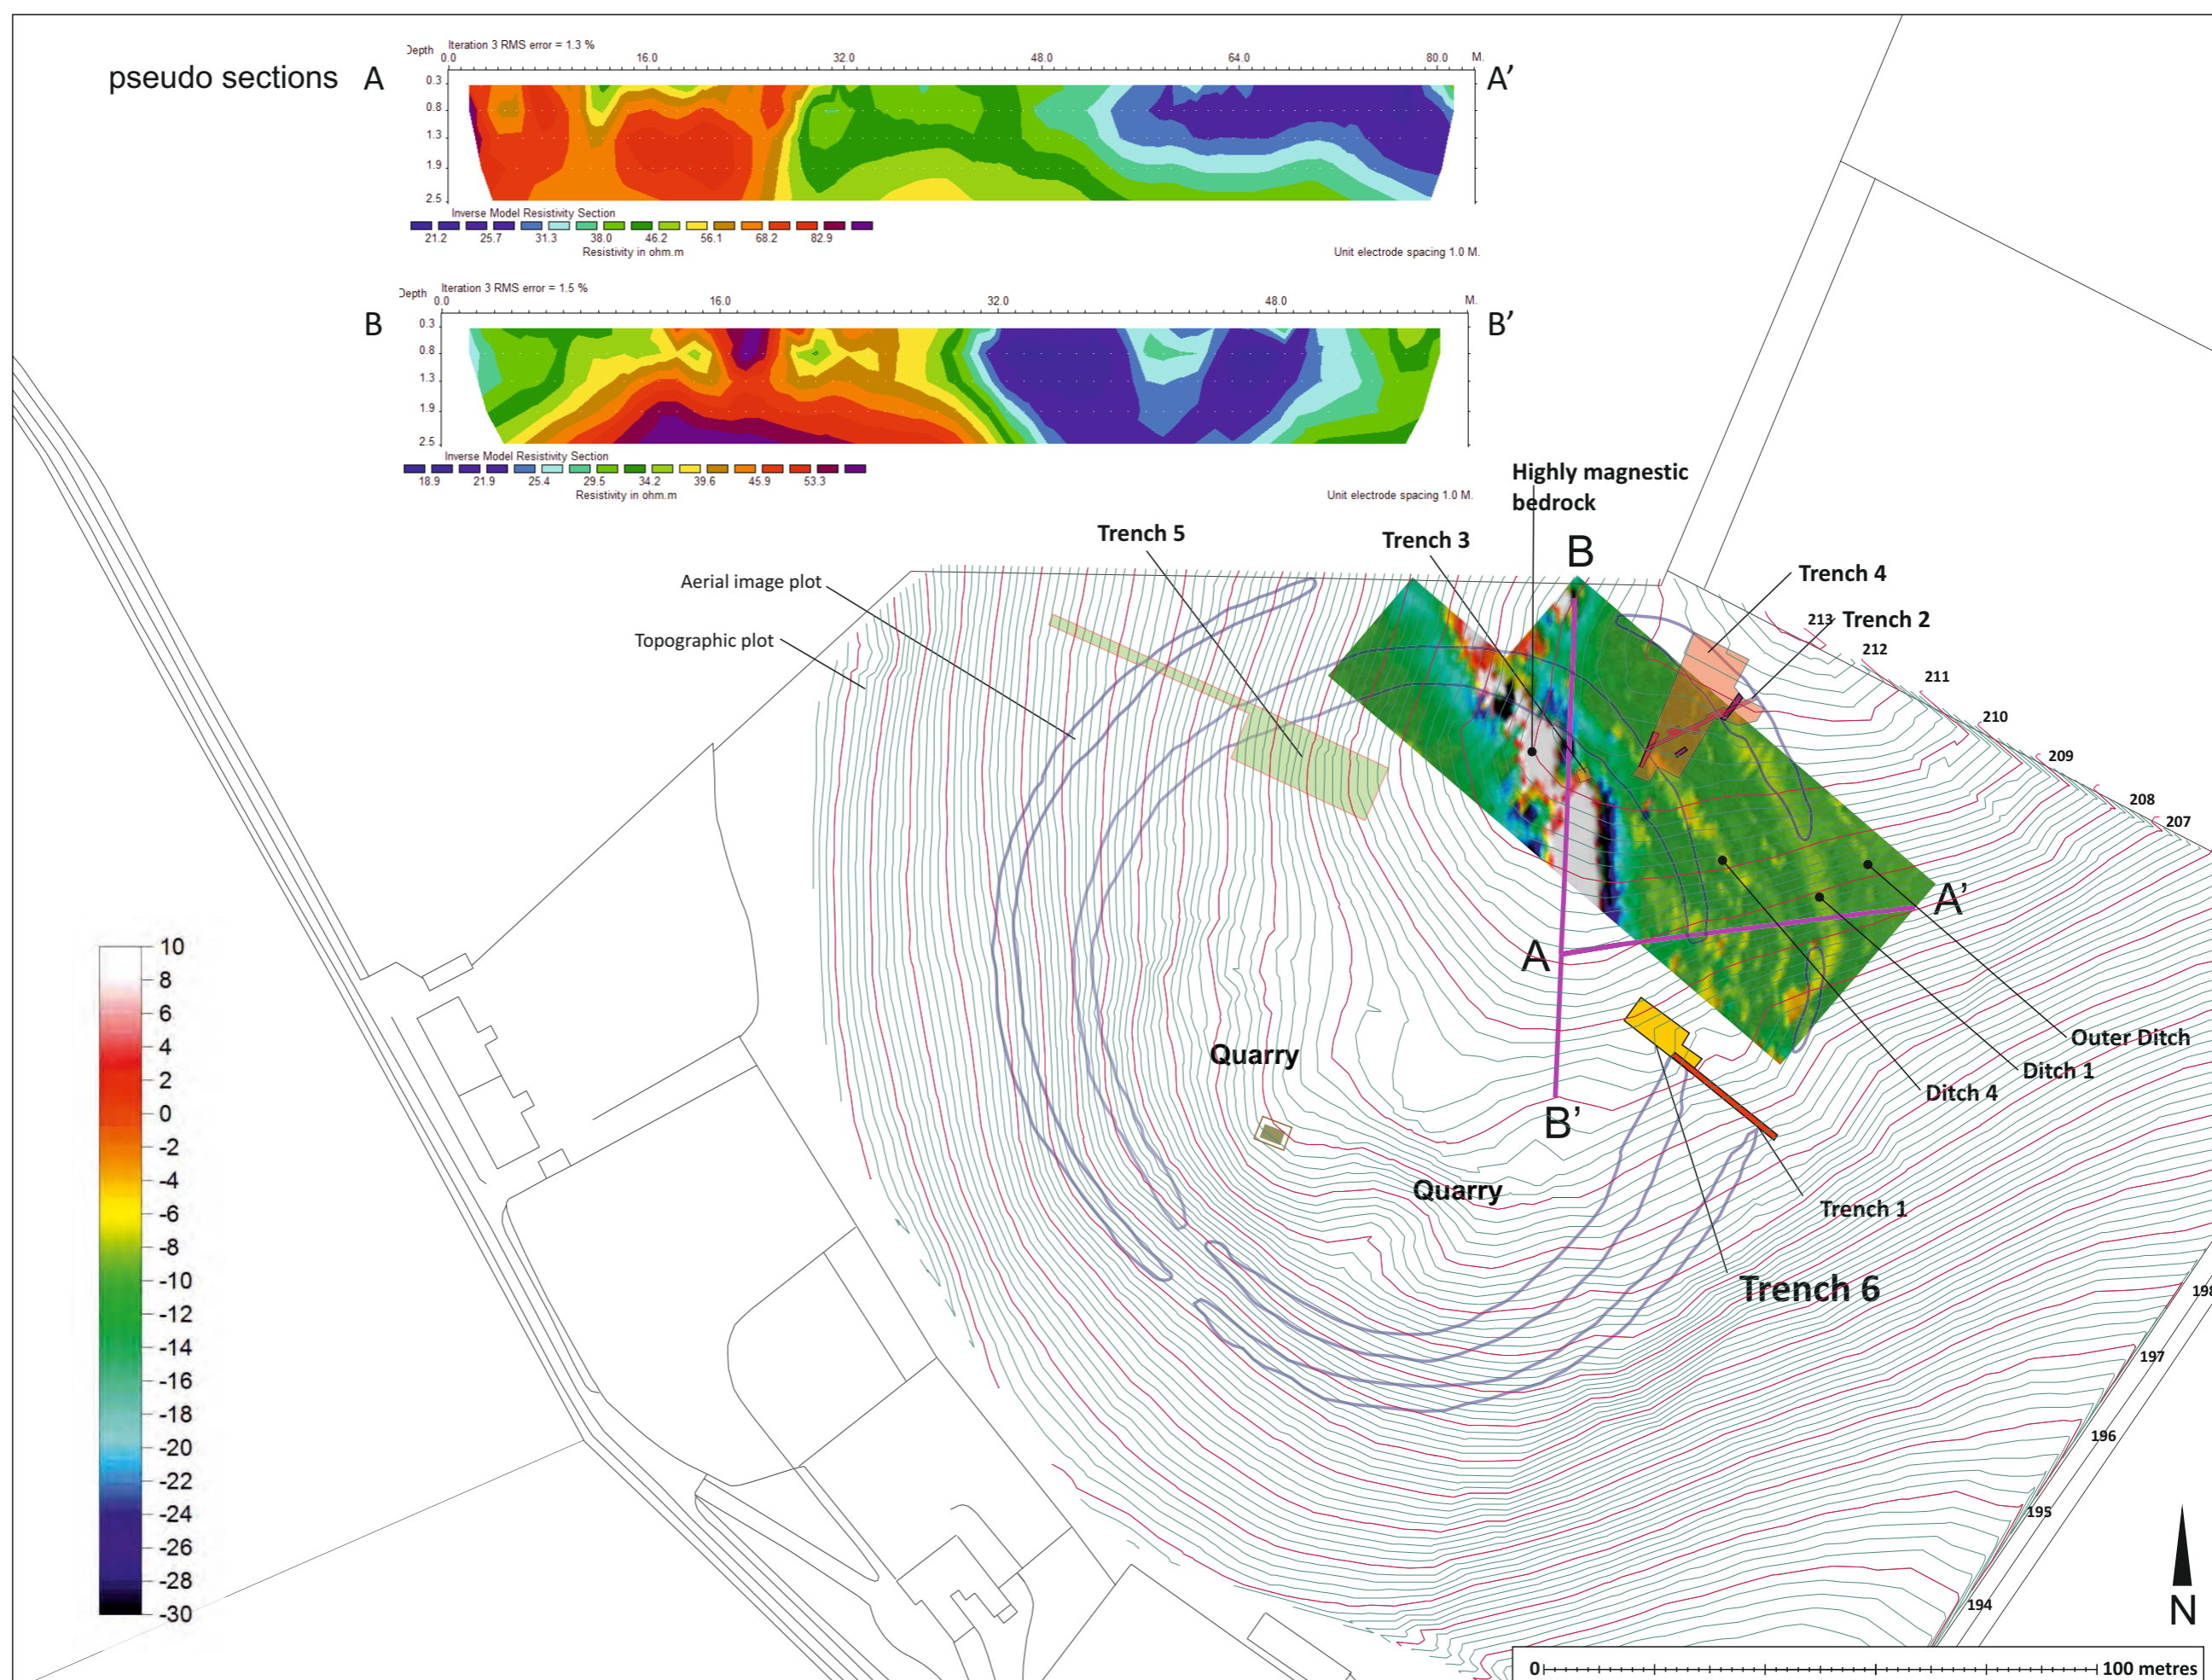 pseudo sections
A
Depth
Iteration 3 RMS error = 1.3 %
0.0 16.0 32.0 48.0 64.0 80.0 M.
A’
0.3
0.8
1.3
1.9
2.5
Inverse Model Resistivity Section
21.2 25.7 31.3 38.0 46.2 56.1 68.2 82.9
Resistivity in ohm.m
Unit electrode spacing 1.0 M.
B
Depth
Iteration 3 RMS error = 1.5 %
0.0 16.0 32.0 48.0 M.
B’
0.3
0.8
1.3
1.9
2.5
Inverse Model Resistivity Section
18.9 21.9 25.4 29.5 34.2 39.6 45.9 53.3
Resistivity in ohm.m
Unit electrode spacing 1.0 M.
Highly magnestic
bedrock
Trench 5
Trench 3
B
Trench 4
Aerial image plot
Topographic plot
213
Trench 2
212
211
210
209
208
207
A’
A
Outer Ditch
Ditch 1
Ditch 4
Quarry
B’
Quarry
Trench 1
Trench 6
198
197
196
195
194
10
8
6
4
2
0
-2
-4
-6
-8
-10
-12
-14
-16
-18
-20
-22
-24
-26
-28
-30
N
0 100 metres